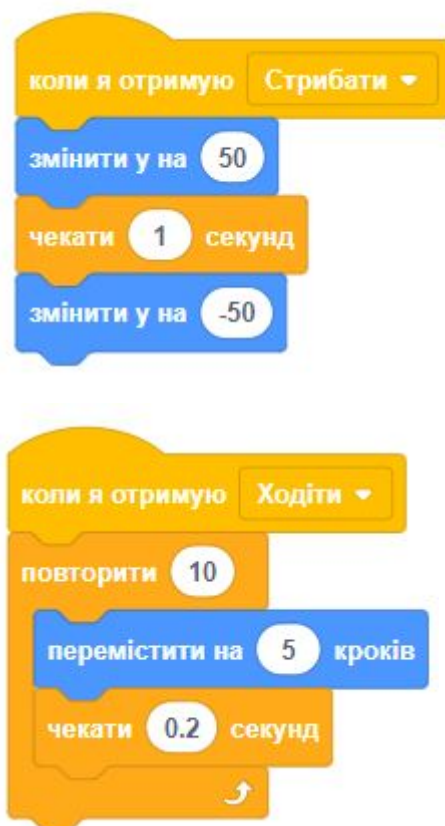 коли я отримую Стрибати
змінити y на 50
чекати 1 секунд
змінити y на -50
коли я отримую Ходіти
повторити 10
перемістити на 5 кроків
чекати 0.2 секунд